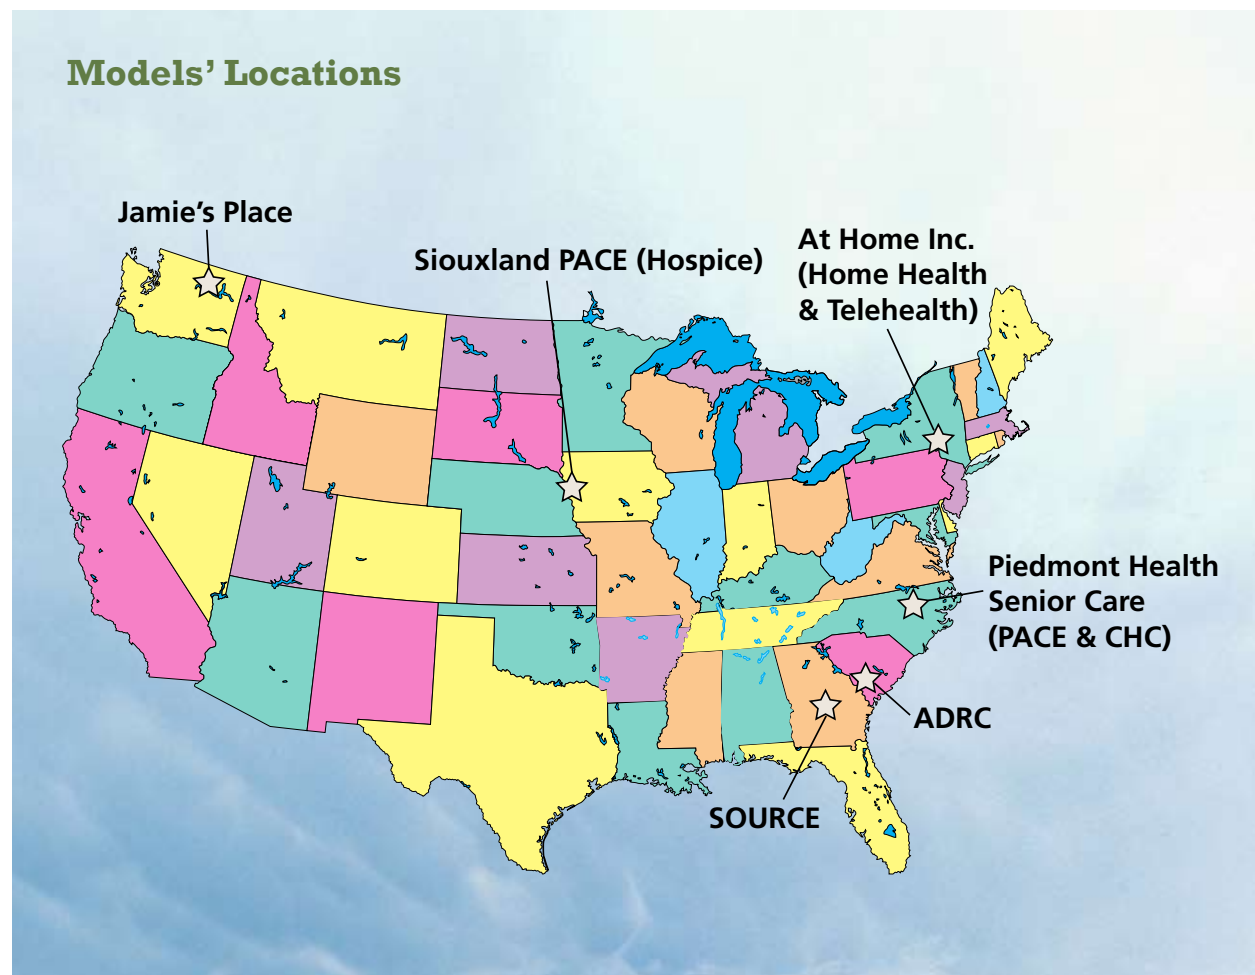 Models’ Locations
Jamie’s Place
Siouxland PACE (Hospice)
At Home Inc.
(Home Health
& Telehealth)
Piedmont Health
Senior Care
(PACE & CHC)
ADRC
SOURCE